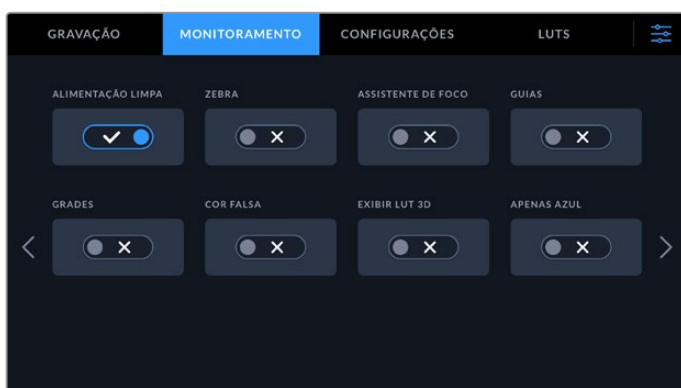 GRAVAÇÃO MONITORAMENTO CONFIGURAÇÕES LUTS
ALIMENTAÇÃO LIMPA ZEBRA ASSISTENTE DE FOCO GUIAS
GRADES COR FALSA EXIBIR LUT 3D APENAS AZUL